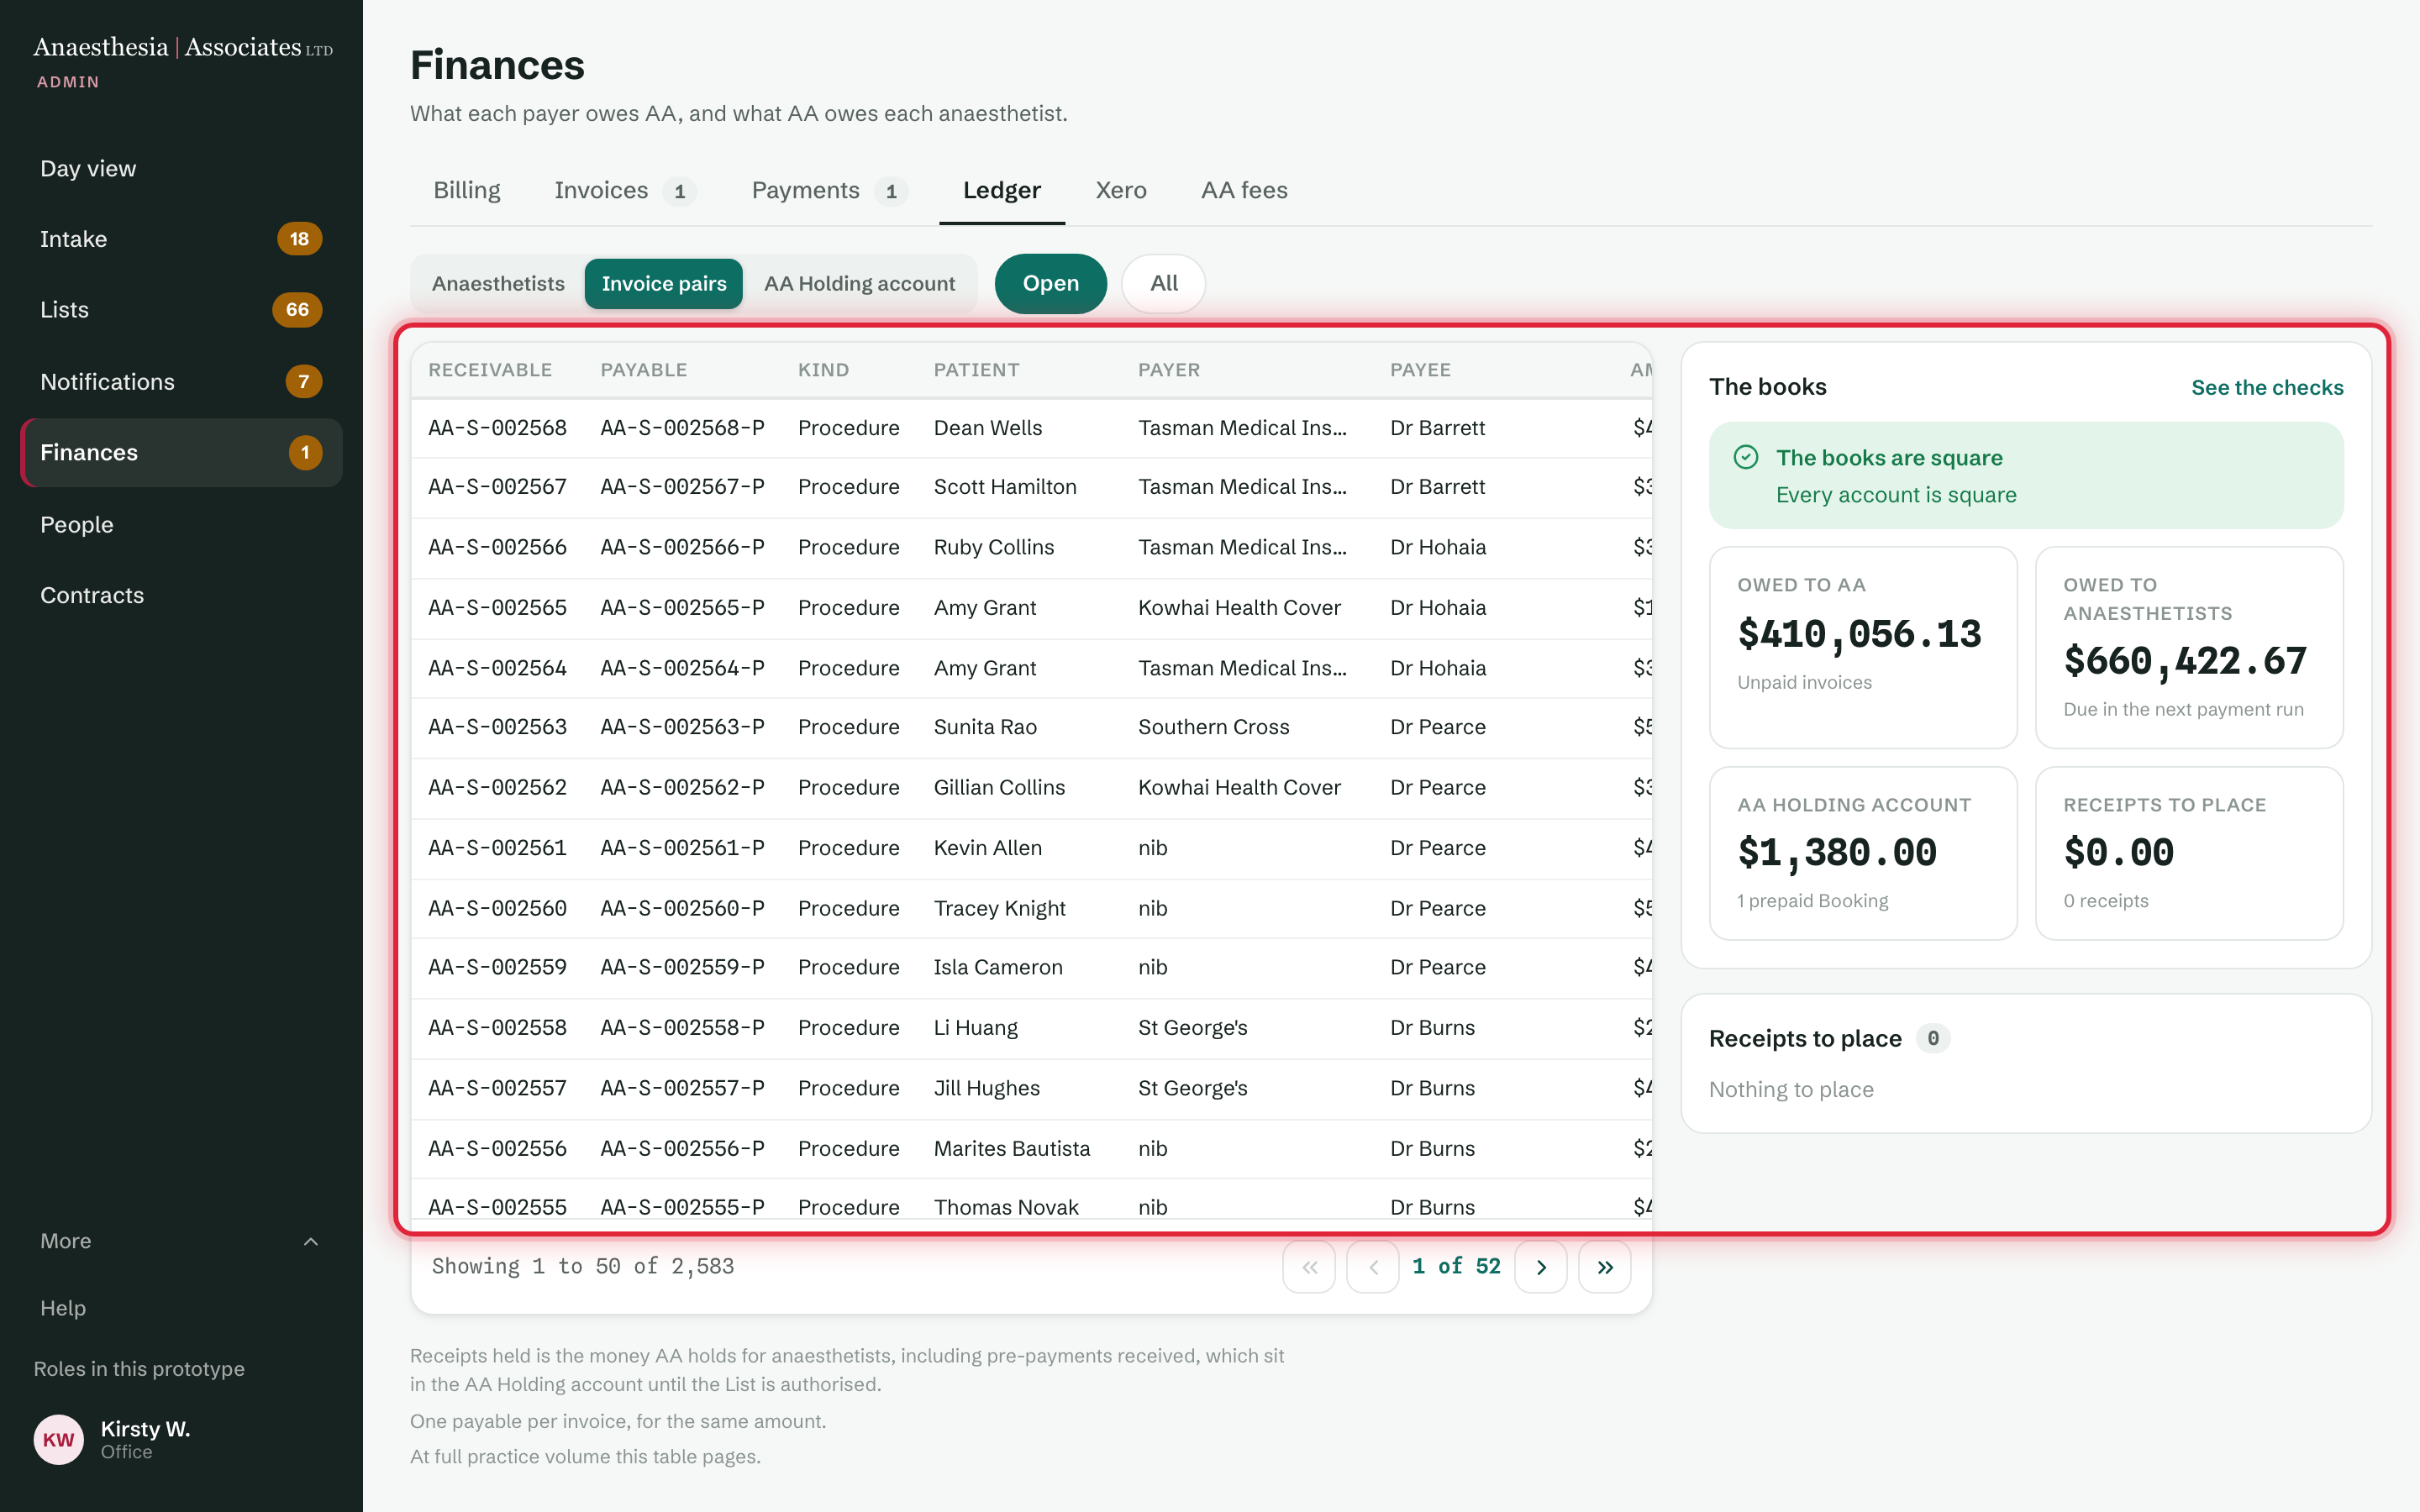 Anaesthesia | Associates LTD
ADMIN
Day view
Intake 18
Lists 66
Notifications 7
Finances 1
People
Contracts
More
Help
Roles in this prototype
KW
Kirsty W.
Office
Finances
What each payer owes AA, and what AA owes each anaesthetist.
Billing Invoices 1 Payments 1 Ledger Xero AA fees
Anaesthetists Invoice pairs AA Holding account Open All
RECEIVABLE PAYABLE KIND PATIENT PAYER PAYEE
AA-S-002568 AA-S-002568-P Procedure Dean Wells Tasman Medical Ins... Dr Barrett
AA-S-002567 AA-S-002567-P Procedure Scott Hamilton Tasman Medical Ins... Dr Barrett
AA-S-002566 AA-S-002566-P Procedure Ruby Collins Tasman Medical Ins... Dr Hohaia
AA-S-002565 AA-S-002565-P Procedure Amy Grant Kowhai Health Cover Dr Hohaia
AA-S-002564 AA-S-002564-P Procedure Amy Grant Tasman Medical Ins... Dr Hohaia
AA-S-002563 AA-S-002563-P Procedure Sunita Rao Southern Cross Dr Pearce
AA-S-002562 AA-S-002562-P Procedure Gillian Collins Kowhai Health Cover Dr Pearce
AA-S-002561 AA-S-002561-P Procedure Kevin Allen nib Dr Pearce
AA-S-002560 AA-S-002560-P Procedure Tracey Knight nib Dr Pearce
AA-S-002559 AA-S-002559-P Procedure Isla Cameron nib Dr Pearce
AA-S-002558 AA-S-002558-P Procedure Li Huang St George's Dr Burns
AA-S-002557 AA-S-002557-P Procedure Jill Hughes St George's Dr Burns
AA-S-002556 AA-S-002556-P Procedure Marites Bautista nib Dr Burns
AA-S-002555 AA-S-002555-P Procedure Thomas Novak nib Dr Burns
Showing 1 to 50 of 2,583 « ‹ 1 of 52 › »
Receipts held is the money AA holds for anaesthetists, including pre-payments received, which sit
in the AA Holding account until the List is authorised.
One payable per invoice, for the same amount.
At full practice volume this table pages.
The books See the checks
The books are square
Every account is square
OWED TO AA
$410,056.13
Unpaid invoices
OWED TO
ANAESTHETISTS
$660,422.67
Due in the next payment run
AA HOLDING ACCOUNT
$1,380.00
1 prepaid Booking
RECEIPTS TO PLACE
$0.00
0 receipts
Receipts to place 0
Nothing to place